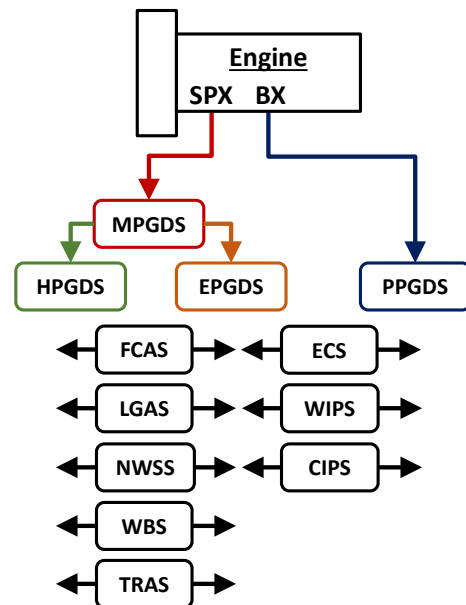 Engine
SPX BX
MPGDS
HPGDS EPGDS PPGDS
FCAS ECS
LGAS WIPS
NWSS CIPS
WBS
TRAS